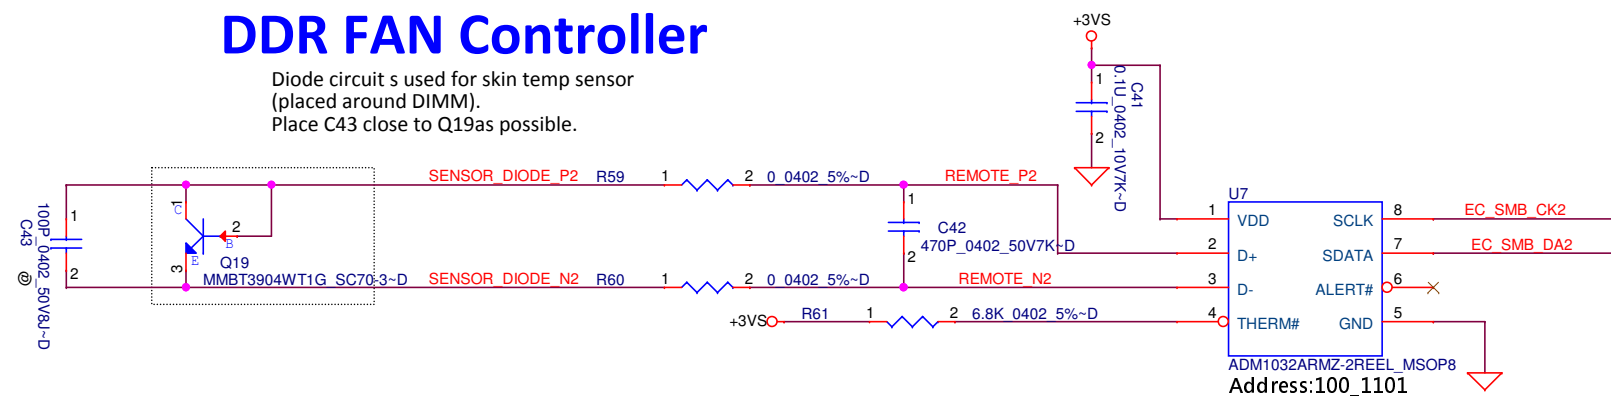 DDR FAN Controller
Diode circuit s used for skin temp sensor
(placed around DIMM).
Place C43 close to Q19as possible.
+3VS
1
C41
0.1U_0402_10V7K~D
2
SENSOR_DIODE_P2
R59
1
2
0_0402_5%~D
REMOTE_P2
1
C43
100P_0402_50V8J~D
2
@
1
C
2
B
E
3
Q19
MMBT3904WT1G_SC70-3~D
1
C42
470P_0402_50V7K~D
2
SENSOR_DIODE_N2
R60
1
2
0_0402_5%~D
REMOTE_N2
+3VS
R61
1
2
6.8K_0402_5%~D
U7
1
VDD
SCLK
8
EC_SMB_CK2
2
D+
SDATA
7
EC_SMB_DA2
3
D-
ALERT#
6
4
THERM#
GND
5
ADM1032ARMZ-2REEL_MSOP8
Address:100_1101